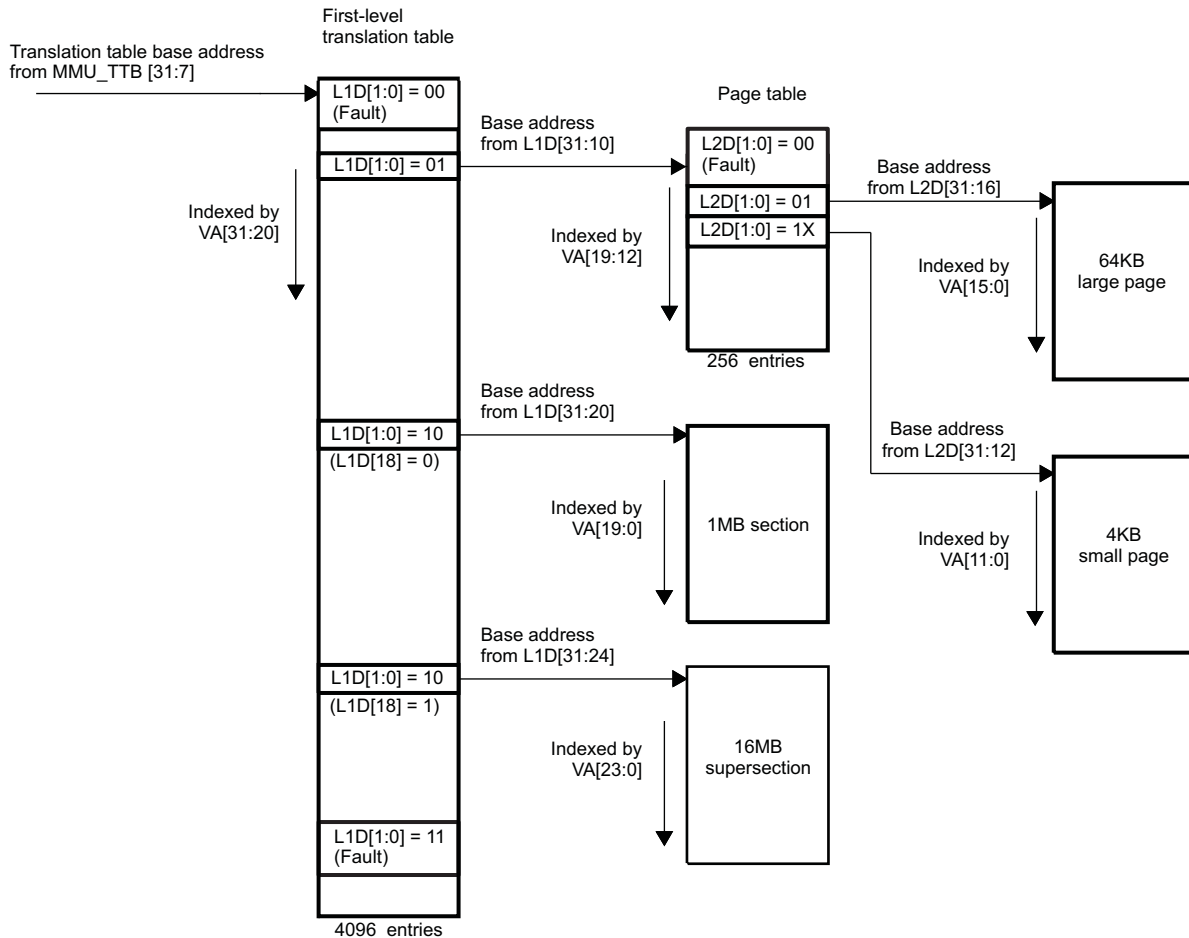 First-level
translation table
Translation table base address
from MMU_TTB [31:7]
L1D[1:0] = 00
(Fault)
Page table
Base address
from L1D[31:10]
L1D[1:0] = 01
L2D[1:0] = 00
(Fault)
Base address
from L2D[31:16]
L2D[1:0] = 01
L2D[1:0] = 1X
Indexed by
VA[31:20]
Indexed by
VA[19:12]
Indexed by
VA[15:0]
64KB
large page
256 entries
Base address
from L1D[31:20]
L1D[1:0] = 10
(L1D[18] = 0)
Base address
from L2D[31:12]
Indexed by
VA[19:0]
1MB section
Indexed by
VA[11:0]
4KB
small page
Base address
from L1D[31:24]
L1D[1:0] = 10
(L1D[18] = 1)
Indexed by
VA[23:0]
16MB
supersection
L1D[1:0] = 11
(Fault)
4096 entries